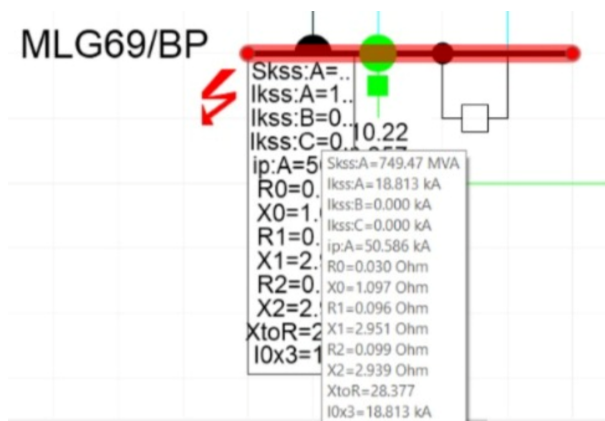 MLG69/BP
Skss:A=..
Ikss:A=1..
Ikss:B=0..
Ikss:C=0.
10.22
ip:A=5
R0=0.
X0=1.
R1=0.
X1=2.
R2=0.
X2=2.
XtoR=2
I0x3=1
Skss:A=749.47 MVA
Ikss:A=18.813 kA
Ikss:B=0.000 kA
Ikss:C=0.000 kA
ip:A=50.586 kA
R0=0.030 Ohm
X0=1.097 Ohm
R1=0.096 Ohm
X1=2.951 Ohm
R2=0.099 Ohm
X2=2.939 Ohm
XtoR=28.377
I0x3=18.813 kA